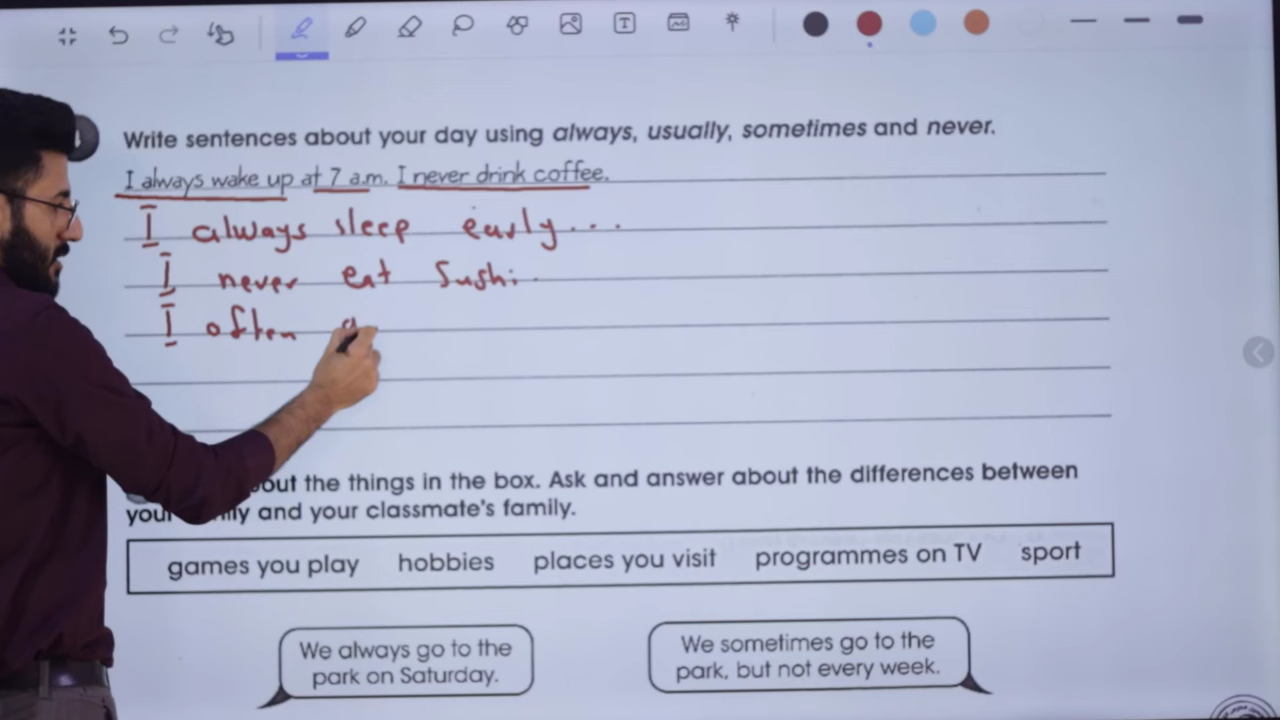 Write sentences about your day using always, usually, sometimes and never.
I always wake up at 7 a.m. I never drink coffee.
I always sleep early...
I never eat Sushi.
I often
out the things in the box. Ask and answer about the differences between
your and your classmate's family.
games you play hobbies places you visit programmes on TV sport
We always go to the
park on Saturday.
We sometimes go to the
park, but not every week.